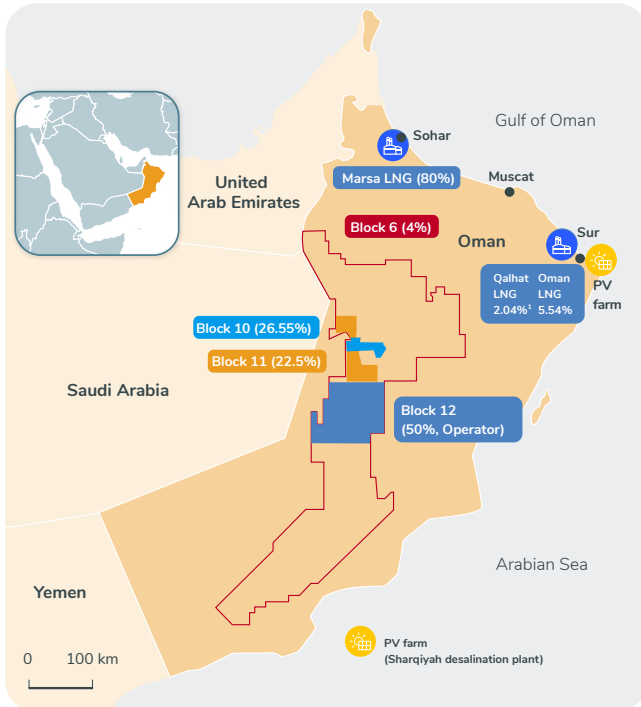 Gulf of Oman
Sohar
Marsa LNG (80%)
Muscat
United
Arab Emirates
Block 6 (4%)
Oman
Sur
PV
farm
Qalhat Oman
LNG LNG
2.04%¹ 5.54%
Block 10 (26.55%)
Block 11 (22.5%)
Saudi Arabia
Block 12
(50%, Operator)
Arabian Sea
Yemen
PV farm
(Sharqiyah desalination plant)
0 100 km